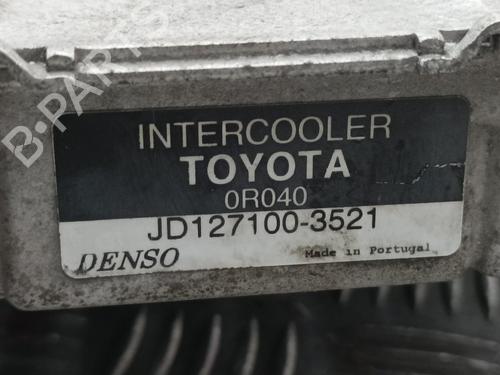 INTERCOOLER
TOYOTA
0R040
JD127100-3521
DENSO
Made in Portugal
B-PARTS